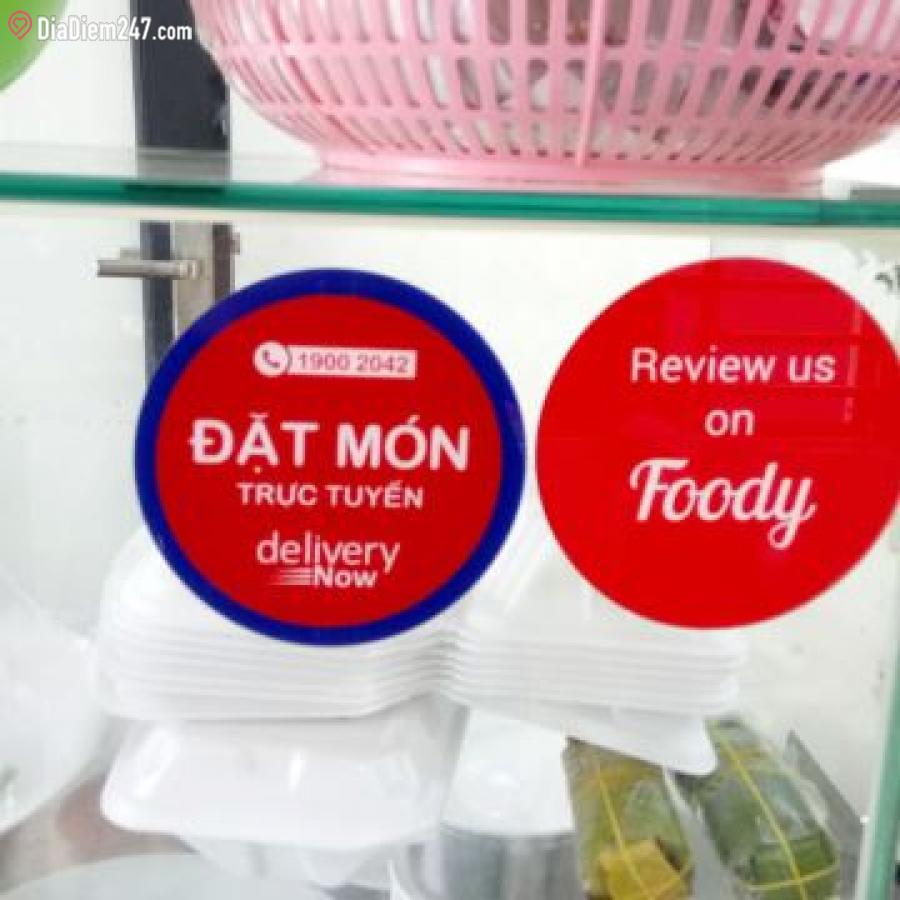 DiaDiem247.com
1900 2042
ĐẶT MÓN
TRỰC TUYẾN
delivery
Now
Review us
on
Foody